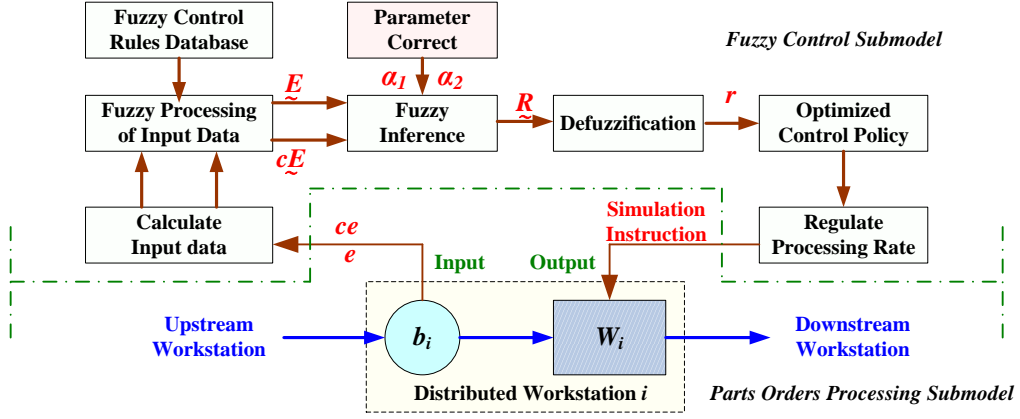 Fuzzy Control
Rules Database
Parameter
Correct
Fuzzy Control Submodel
α1 α2
E
Fuzzy Processing
of Input Data
cE
Fuzzy
Inference
R
Defuzzification
r
Optimized
Control Policy
Calculate
Input data
ce
e
Simulation
Instruction
Regulate
Processing Rate
Input
Output
Upstream
Workstation
bi
Wi
Downstream
Workstation
Distributed Workstation i
Parts Orders Processing Submodel